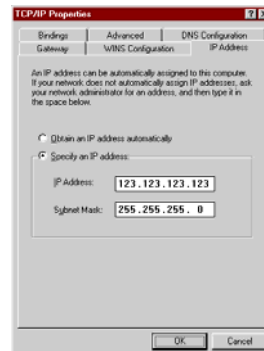 TCP/IP Properties
Bindings
Advanced
DNS Configuration
Gateway
WINS Configuration
IP Address
An IP address can be automatically assigned to this computer.
If your network does not automatically assign IP addresses, ask
your network administrator for an address, and then type it in
the space below.
Obtain an IP address automatically
Specify an IP address:
IP Address:
123.123.123.123
Subnet Mask:
255.255.255. 0
OK
Cancel